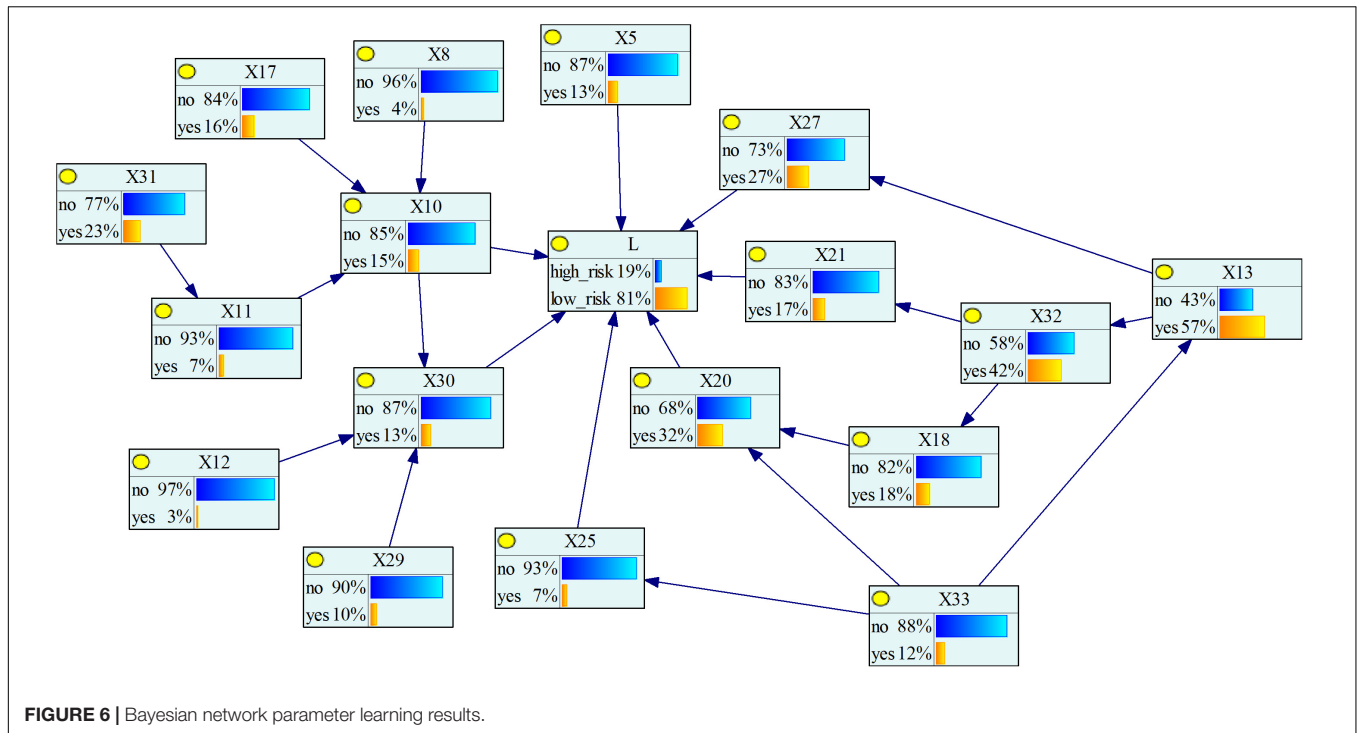 X5
no 87%
yes 13%
X8
no 96%
yes 4%
X17
no 84%
yes 16%
X27
no 73%
yes 27%
X31
no 77%
yes 23%
X10
no 85%
yes 15%
L
high_risk 19%
low_risk 81%
X21
no 83%
yes 17%
X13
no 43%
yes 57%
X11
no 93%
yes 7%
X32
no 58%
yes 42%
X30
no 87%
yes 13%
X20
no 68%
yes 32%
X18
no 82%
yes 18%
X12
no 97%
yes 3%
X25
no 93%
yes 7%
X29
no 90%
yes 10%
X33
no 88%
yes 12%
FIGURE 6 | Bayesian network parameter learning results.